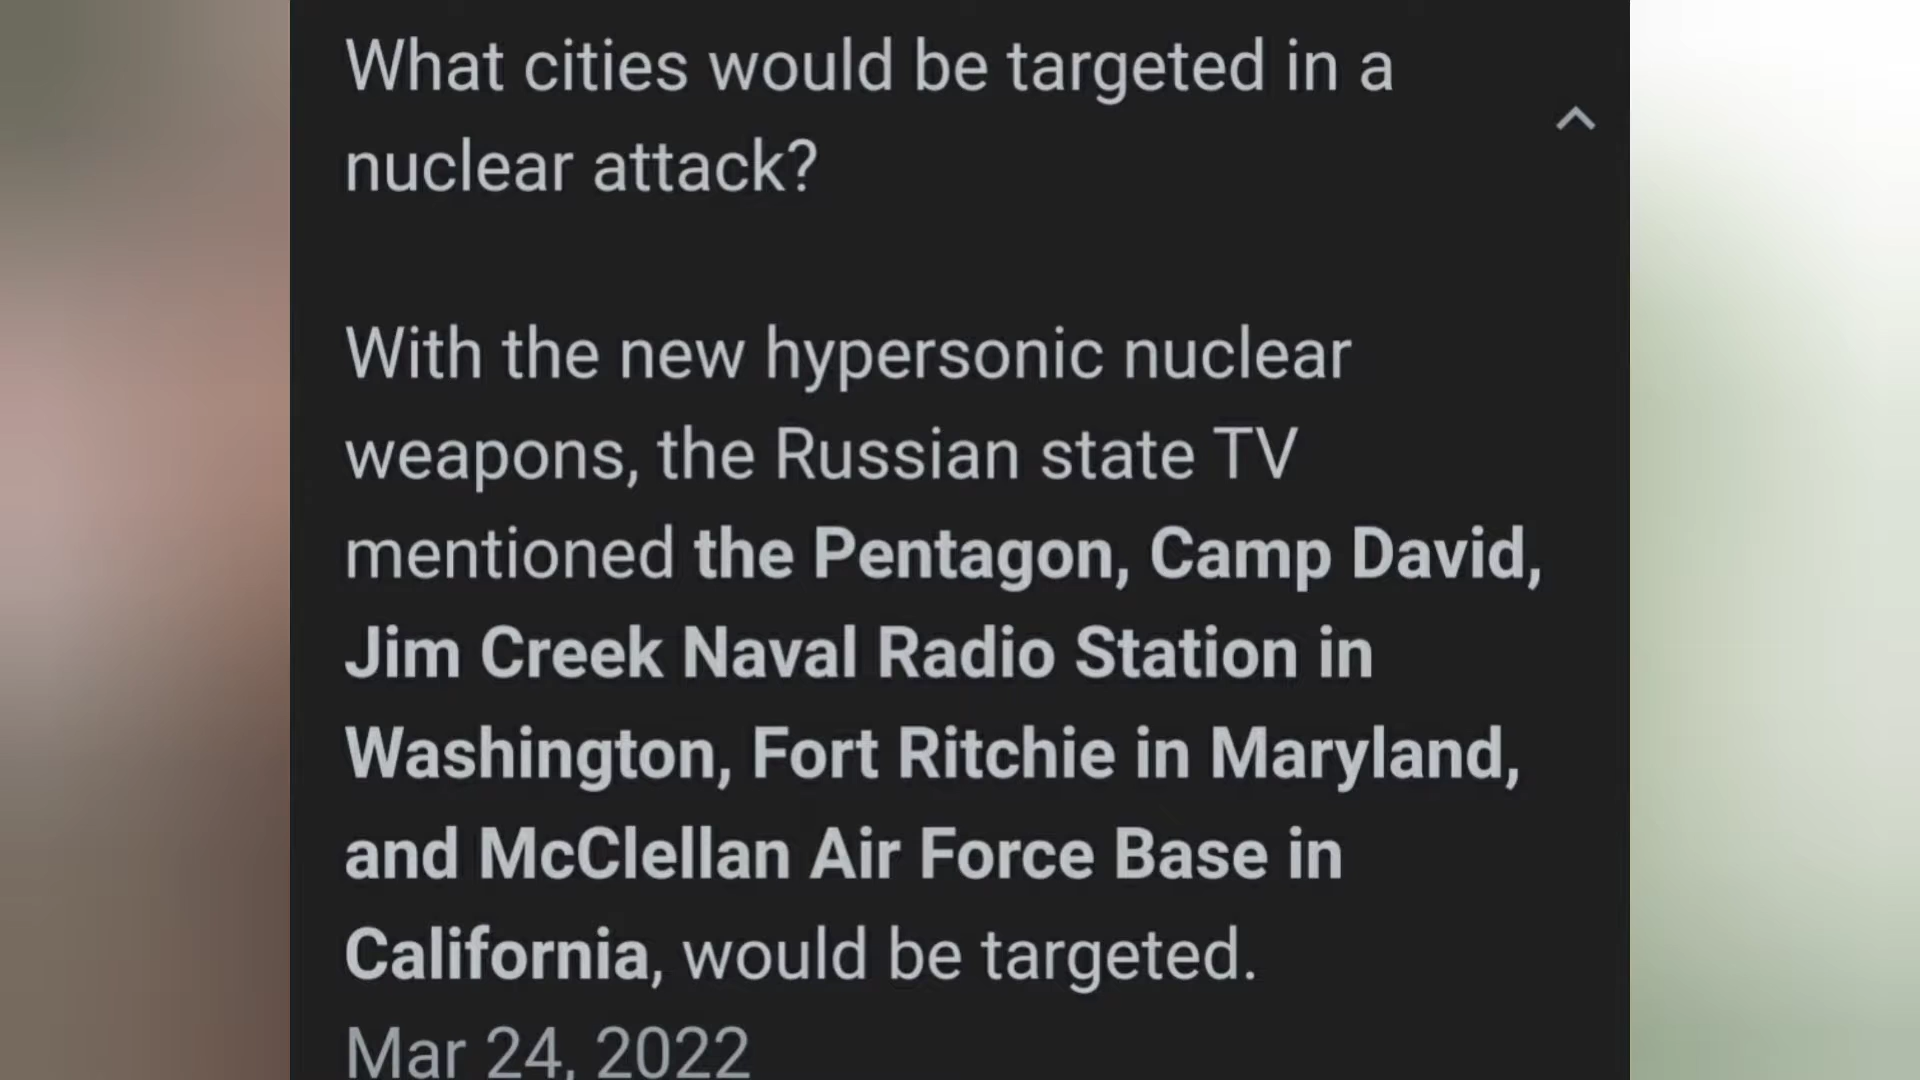 What cities would be targeted in a
nuclear attack?
With the new hypersonic nuclear
weapons, the Russian state TV
mentioned the Pentagon, Camp David,
Jim Creek Naval Radio Station in
Washington, Fort Ritchie in Maryland,
and McClellan Air Force Base in
California, would be targeted.
Mar 24, 2022